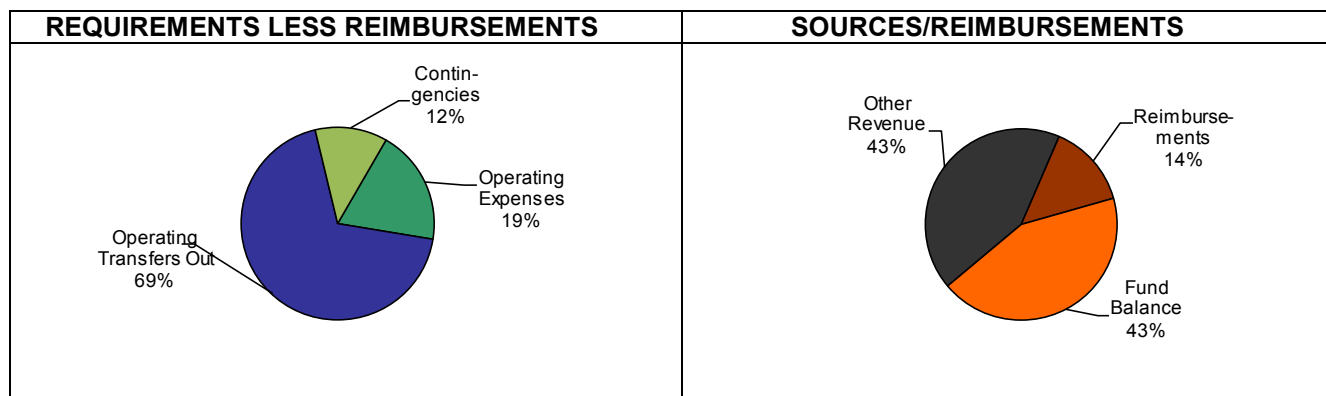 REQUIREMENTS LESS REIMBURSEMENTS
Contin-
gencies
12%
Operating
Expenses
19%
Operating
Transfers Out
69%
SOURCES/REIMBURSEMENTS
Other
Revenue
43%
Reimburse-
ments
14%
Fund
Balance
43%